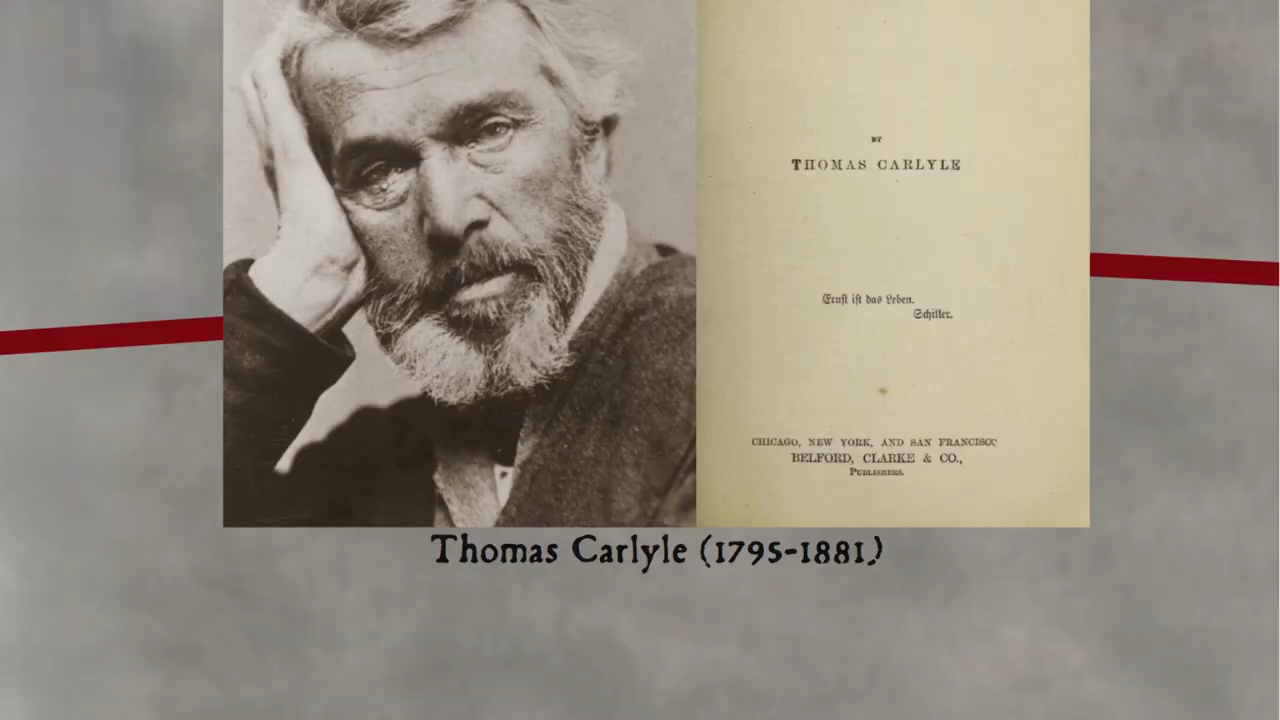 BY
THOMAS CARLYLE
Ernst ist das Leben.
Schiller.
CHICAGO, NEW YORK, AND SAN FRANCISCO
BELFORD, CLARKE & CO.,
PUBLISHERS.
Thomas Carlyle (1795-1881)